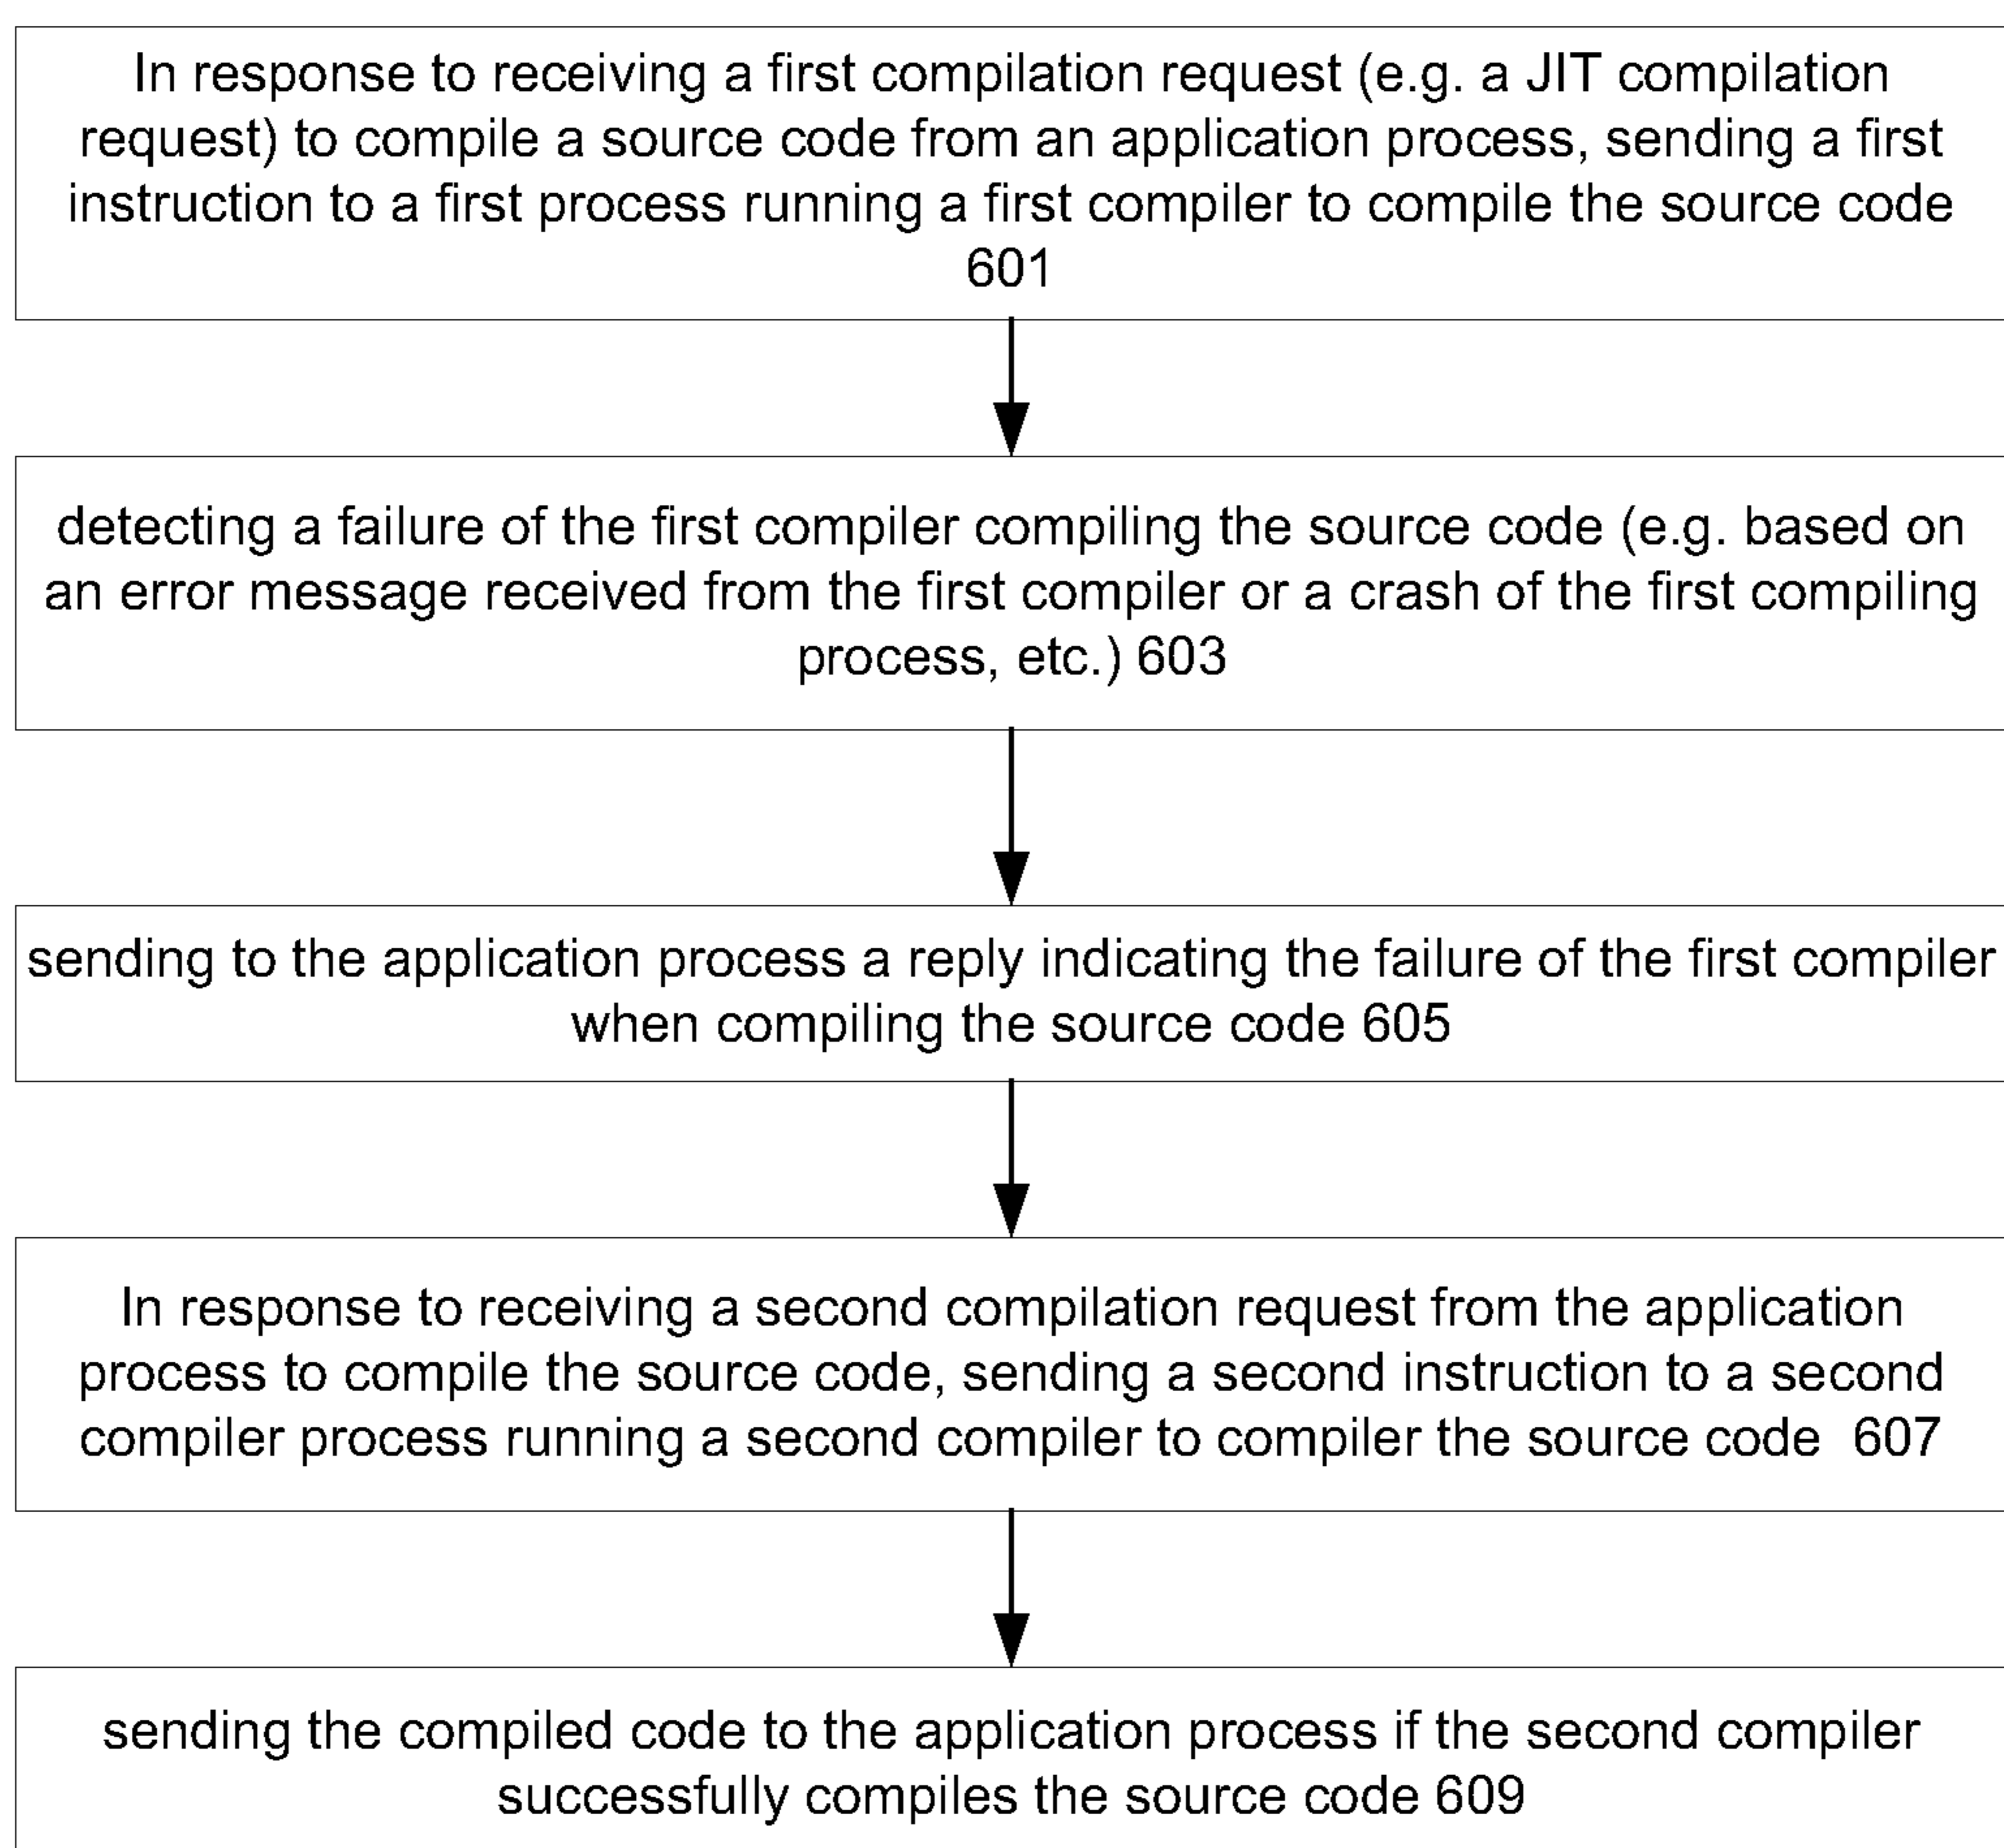 In response to receiving a first compilation request (e.g. a JIT compilation
request) to compile a source code from an application process, sending a first
instruction to a first process running a first compiler to compile the source code
601
detecting a failure of the first compiler compiling the source code (e.g. based on
an error message received from the first compiler or a crash of the first compiling
process, etc.) 603
sending to the application process a reply indicating the failure of the first compiler
when compiling the source code 605
In response to receiving a second compilation request from the application
process to compile the source code, sending a second instruction to a second
compiler process running a second compiler to compiler the source code  607
sending the compiled code to the application process if the second compiler
successfully compiles the source code 609